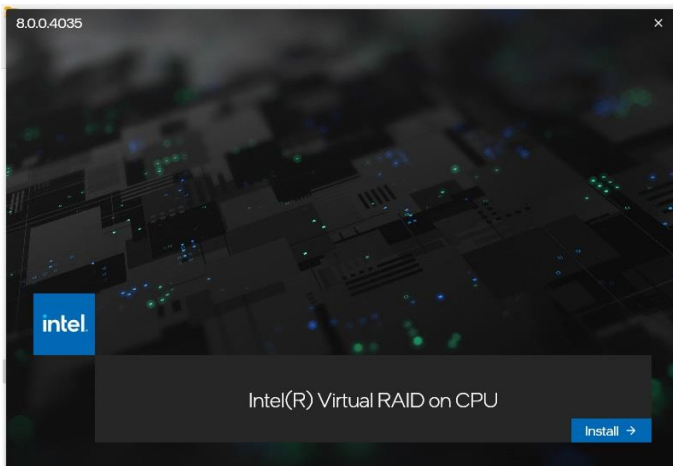 8.0.0.4035
intel.
Intel(R) Virtual RAID on CPU
Install →